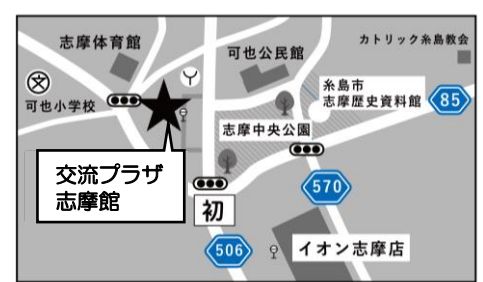 志摩体育館
可也公民館
カトリック糸島教会
可也小学校
糸島市
志摩歴史資料館
85
志摩中央公園
交流プラザ
志摩館
初
570
506
イオン志摩店